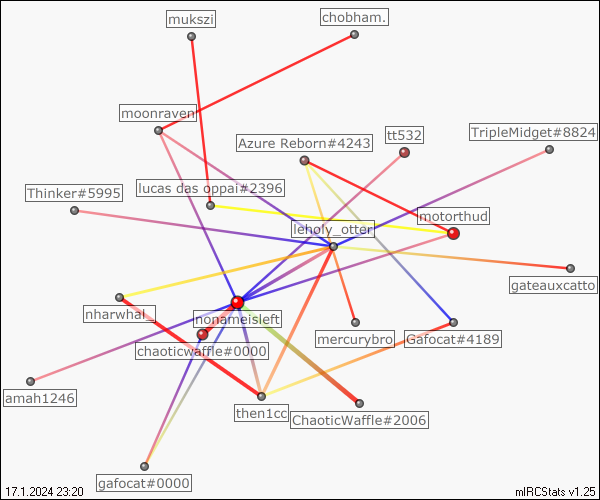 mukszi
chobham.
moonraven
Azure Reborn#4243
tt532
TripleMidget#8824
Thinker#5995
lucas das oppai#2396
motorthud
lehofy_otter
gateauxcatto
nharwhal_
nonameisleft
chaoticwaffle#0000
mercurybro
Gafocat#4189
amah1246
then1cc
ChaoticWaffle#2006
gafocat#0000
17.1.2024 23:20
mIRCStats v1.25